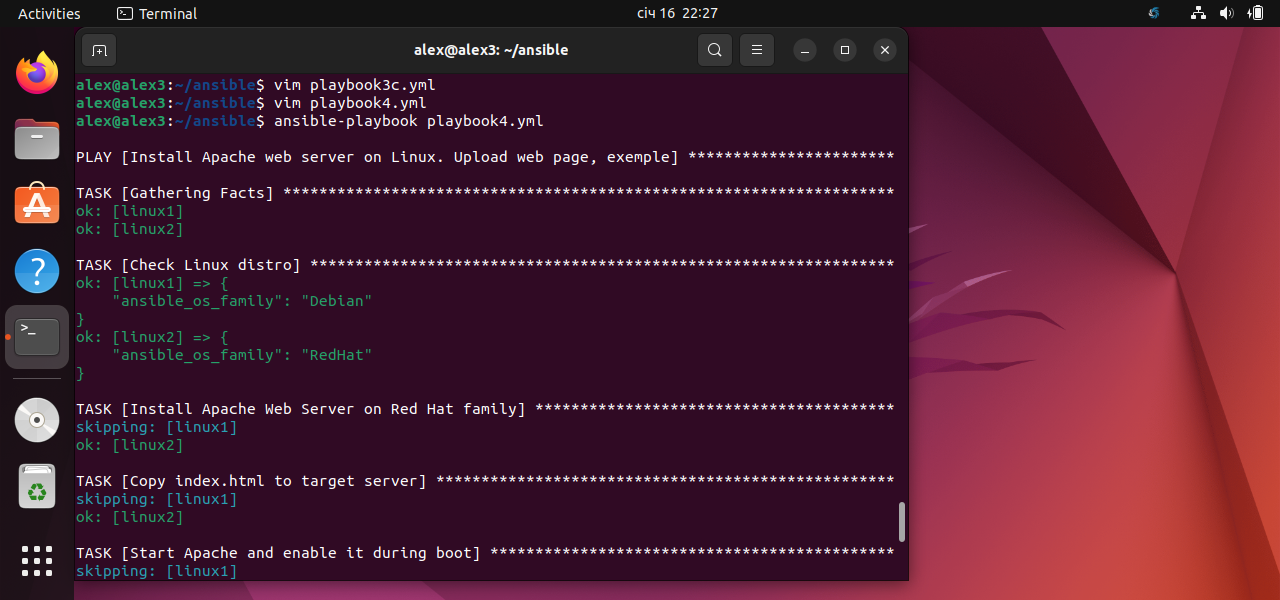 Activities
Terminal
січ 16 22:27
alex@alex3: ~/ansible
alex@alex3:~/ansible$ vim playbook3c.yml
alex@alex3:~/ansible$ vim playbook4.yml
alex@alex3:~/ansible$ ansible-playbook playbook4.yml
PLAY [Install Apache web server on Linux. Upload web page, exemple] ***********************
TASK [Gathering Facts] ********************************************************************
ok: [linux1]
ok: [linux2]
TASK [Check Linux distro] *****************************************************************
ok: [linux1] => {
    "ansible_os_family": "Debian"
}
ok: [linux2] => {
    "ansible_os_family": "RedHat"
}
TASK [Install Apache Web Server on Red Hat family] ****************************************
skipping: [linux1]
ok: [linux2]
TASK [Copy index.html to target server] ***************************************************
skipping: [linux1]
ok: [linux2]
TASK [Start Apache and enable it during boot] *********************************************
skipping: [linux1]